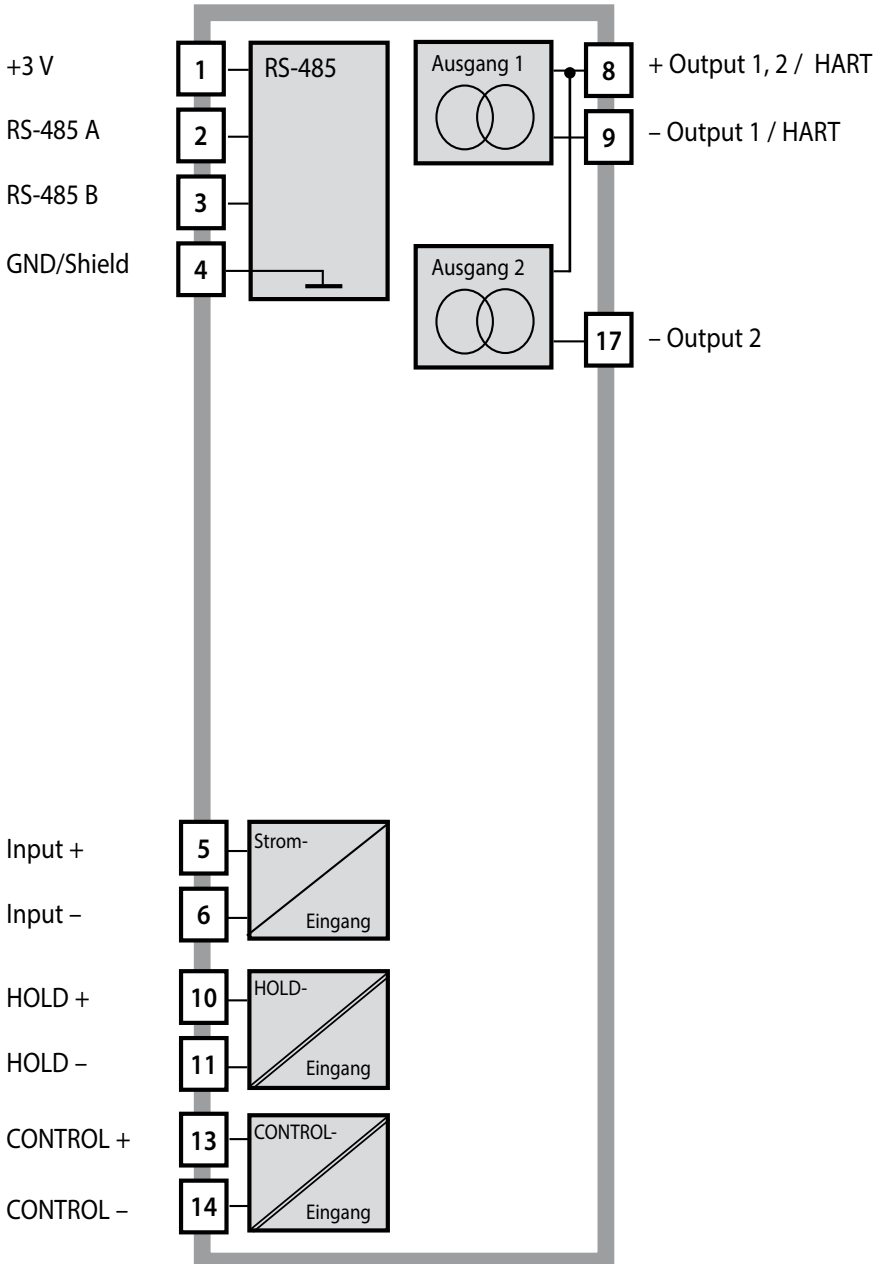 +3 V
1
RS-485
RS-485 A
2
RS-485 B
3
GND/Shield
4
Ausgang 1
8
+ Output 1, 2 /  HART
9
– Output 1 / HART
Ausgang 2
17
– Output 2
Input +
5
Strom-
Input –
6
Eingang
HOLD +
10
HOLD-
HOLD –
11
Eingang
CONTROL +
13
CONTROL-
CONTROL –
14
Eingang